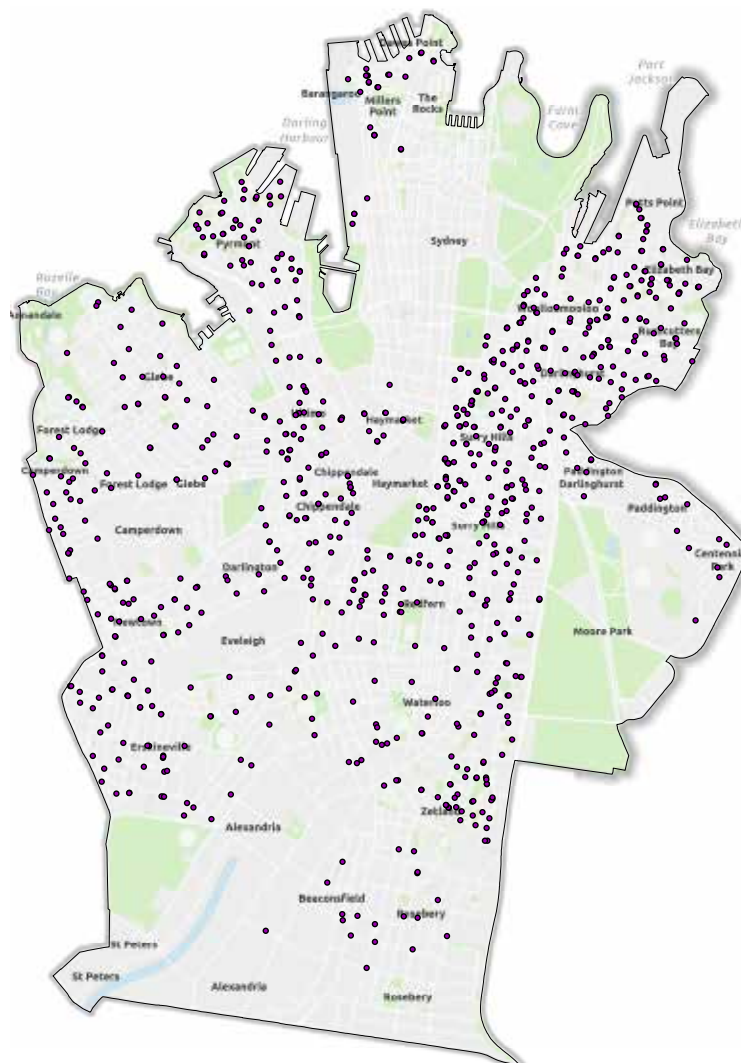 Dawes Point
Port
Jackson
Barangaroo
Millers
Point
The
Rocks
Farm
Cove
Darling
Harbour
Potts Point
Elizabeth
Bay
Pyrmont
Sydney
Elizabeth Bay
Rozelle
Bay
Annandale
Woolloomooloo
Rushcutters
Bay
Glebe
Darlinghurst
Ultimo
Haymarket
Forest Lodge
Surry Hills
Camperdown
Chippendale
Paddington
Forest Lodge
Glebe
Haymarket
Darlinghurst
Chippendale
Paddington
Camperdown
Surry Hills
Centennial
Park
Darlington
Redfern
Newtown
Moore Park
Eveleigh
Waterloo
Erskineville
Zetland
Alexandria
Beaconsfield
Rosebery
St Peters
St Peters
Alexandria
Rosebery